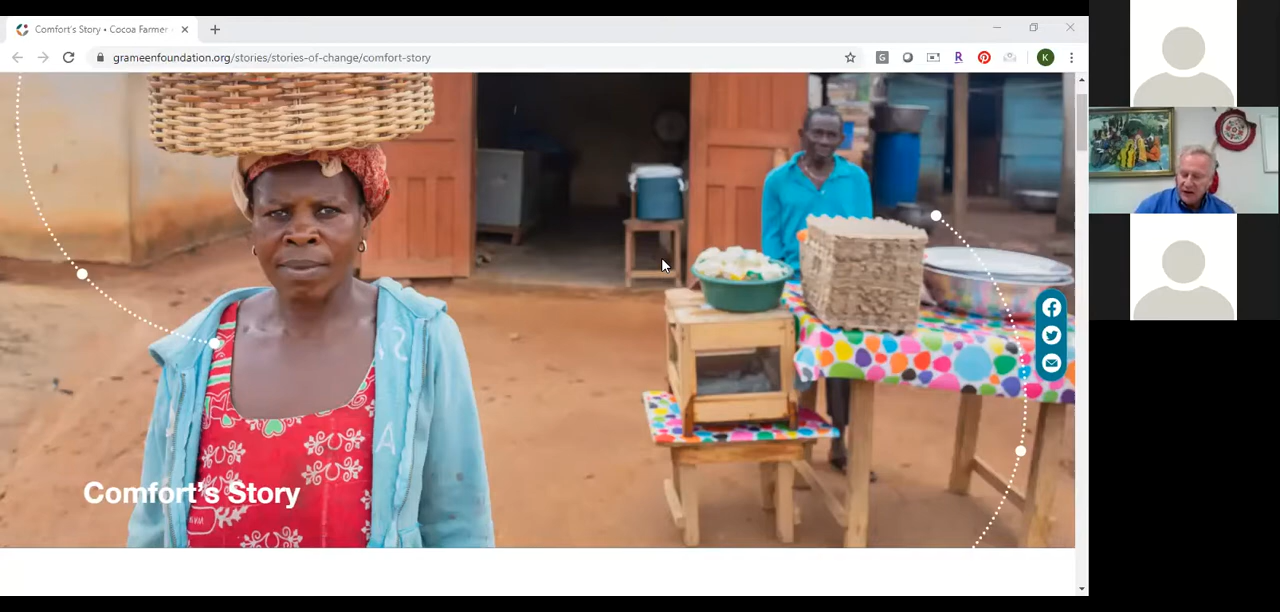 Comfort's Story • Cocoa Farmer
grameenfoundation.org/stories/stories-of-change/comfort-story
G
R
K
Comfort's Story